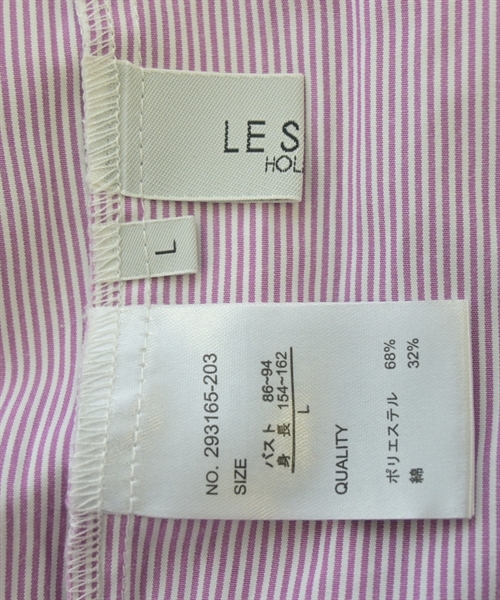 LES
HOL
L
NO. 293165-203
SIZE
バスト 86~94
身 長 154~162
L
QUALITY
ポリエステル 68%
綿 32%